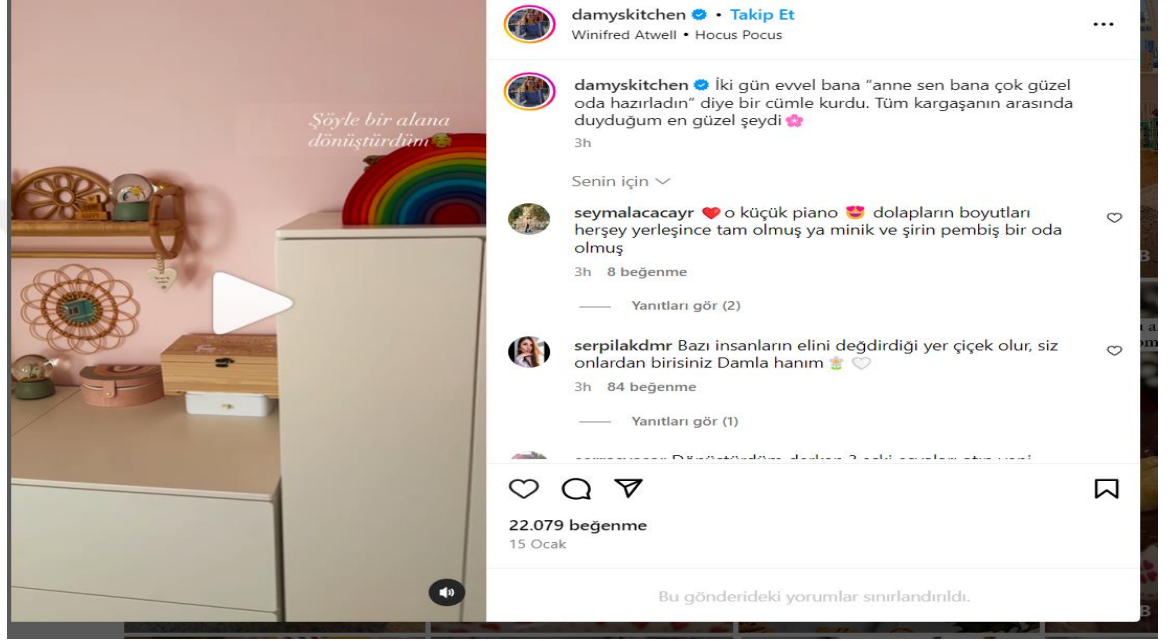 damyskitchen • Takip Et
Winifred Atwell • Hocus Pocus
damyskitchen İki gün evvel bana “anne sen bana çok güzel
oda hazırladın” diye bir cümle kurdu. Tüm kargaşanın arasında
duyduğum en güzel şeydi🌸
3h
Senin için
seymalacacayr ❤️o küçük piano 😍 dolapların boyutları
herşey yerleşince tam olmuş ya minik ve şirin pembiş bir oda
olmuş
3h 8 beğenme
Yanıtları gör (2)
serpilakdmr Bazı insanların elini değdirdiği yer çiçek olur, siz
onlardan birisiniz Damla hanım
3h 84 beğenme
Yanıtları gör (1)
22.079 beğenme
15 Ocak
Bu gönderideki yorumlar sınırlandırıldı.
Şöyle bir alana
dönüştürdüm🥰